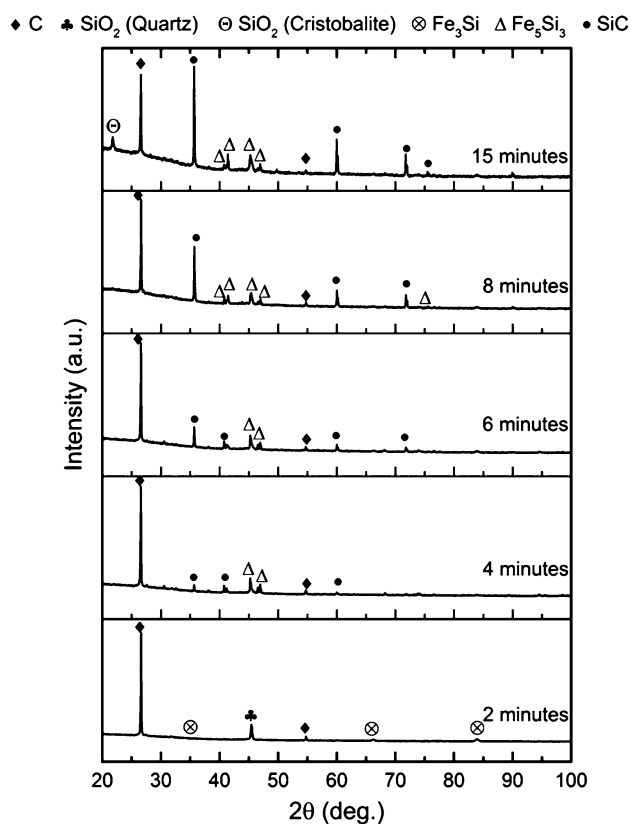 ♦ C ♣ SiO₂ (Quartz) Θ SiO₂ (Cristobalite) ⊗ Fe₃Si Δ Fe₅Si₃ • SiC
15 minutes
8 minutes
6 minutes
4 minutes
2 minutes
Intensity (a.u.)
20 30 40 50 60 70 80 90 100
2θ (deg.)